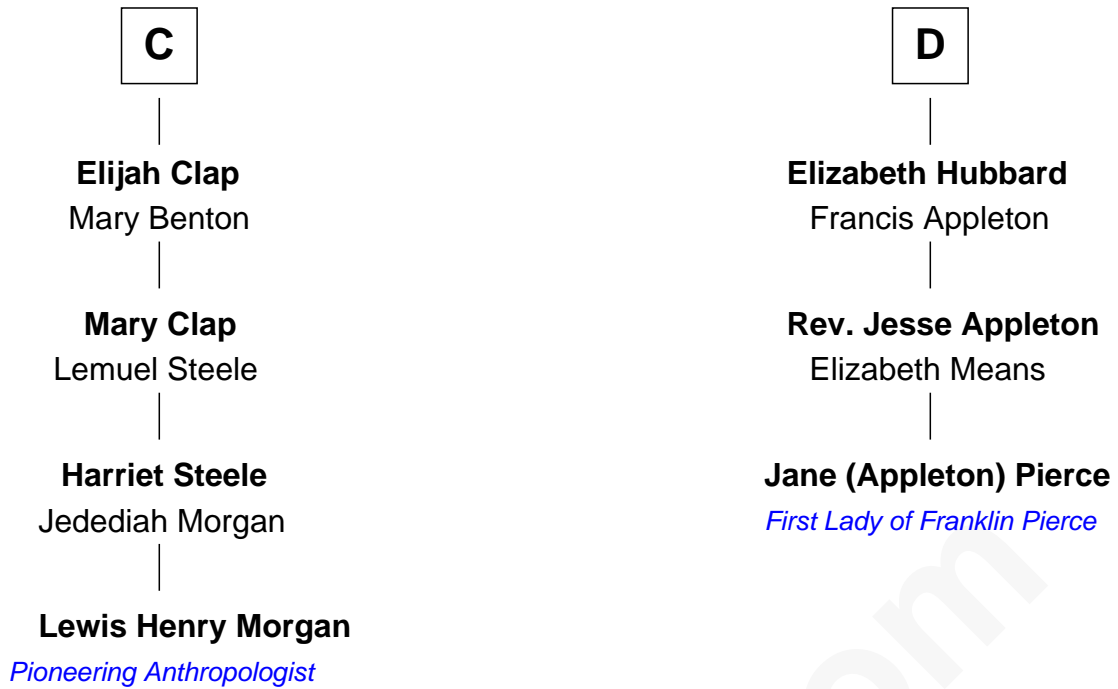 C
Elijah Clap
Mary Benton
Mary Clap
Lemuel Steele
Harriet Steele
Jedediah Morgan
Lewis Henry Morgan
Pioneering Anthropologist
D
Elizabeth Hubbard
Francis Appleton
Rev. Jesse Appleton
Elizabeth Means
Jane (Appleton) Pierce
First Lady of Franklin Pierce
om